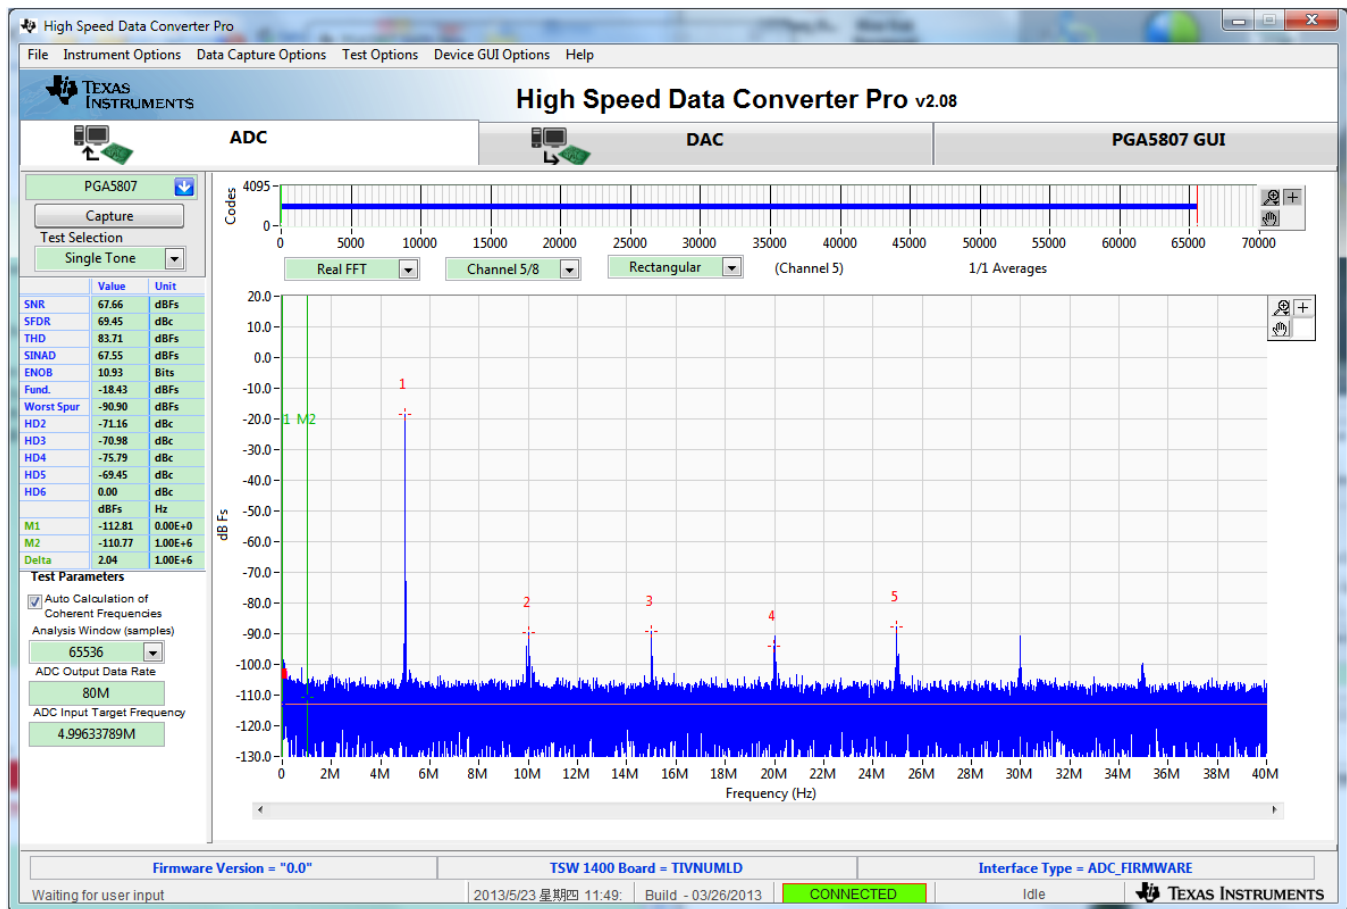 High Speed Data Converter Pro
File Instrument Options Data Capture Options Test Options Device GUI Options Help
TEXAS INSTRUMENTS
High Speed Data Converter Pro v2.08
ADC DAC PGA5807 GUI
PGA5807
Capture
Test Selection
Single Tone
Value Unit
SNR 67.66 dBFs
SFDR 69.45 dBc
THD 83.71 dBFs
SINAD 67.55 dBFs
ENOB 10.93 Bits
Fund. -18.43 dBFs
Worst Spur -90.90 dBFs
HD2 -71.16 dBc
HD3 -70.98 dBc
HD4 -75.79 dBc
HD5 -69.45 dBc
HD6 0.00 dBc
dBFs Hz
M1 -112.81 0.00E+0
M2 -110.77 1.00E+6
Delta 2.04 1.00E+6
Test Parameters
Auto Calculation of
Coherent Frequencies
Analysis Window (samples)
65536
ADC Output Data Rate
80M
ADC Input Target Frequency
4.99633789M
Codes
4095
0
0 5000 10000 15000 20000 25000 30000 35000 40000 45000 50000 55000 60000 65000 70000
Real FFT Channel 5/8 Rectangular (Channel 5) 1/1 Averages
dB Fs
20.0
10.0
0.0
-10.0
-20.0
-30.0
-40.0
-50.0
-60.0
-70.0
-80.0
-90.0
-100.0
-110.0
-120.0
-130.0
1
1 M2
2
3
4
5
0 2M 4M 6M 8M 10M 12M 14M 16M 18M 20M 22M 24M 26M 28M 30M 32M 34M 36M 38M 40M
Frequency (Hz)
Firmware Version = "0.0" TSW 1400 Board = TIVNUMLD Interface Type = ADC_FIRMWARE
Waiting for user input 2013/5/23 星期四 11:49: Build - 03/26/2013 CONNECTED Idle TEXAS INSTRUMENTS